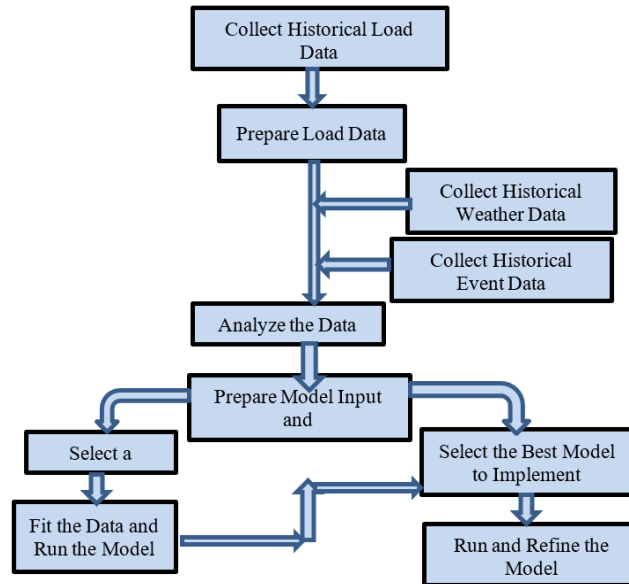 Collect Historical Load
Data
Prepare Load Data
Collect Historical
Weather Data
Collect Historical
Event Data
Analyze the Data
Prepare Model Input
and
Select a
Select the Best Model
to Implement
Fit the Data and
Run the Model
Run and Refine the
Model